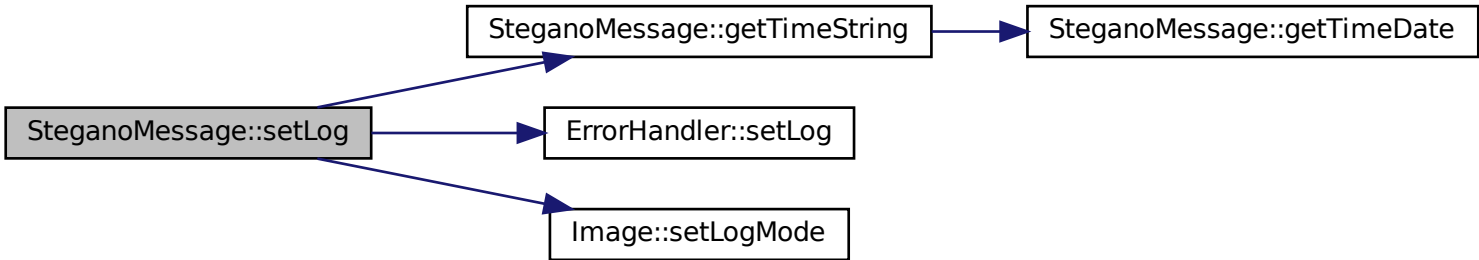 SteganoMessage::getTimeString
SteganoMessage::getTimeDate
SteganoMessage::setLog
ErrorHandler::setLog
Image::setLogMode